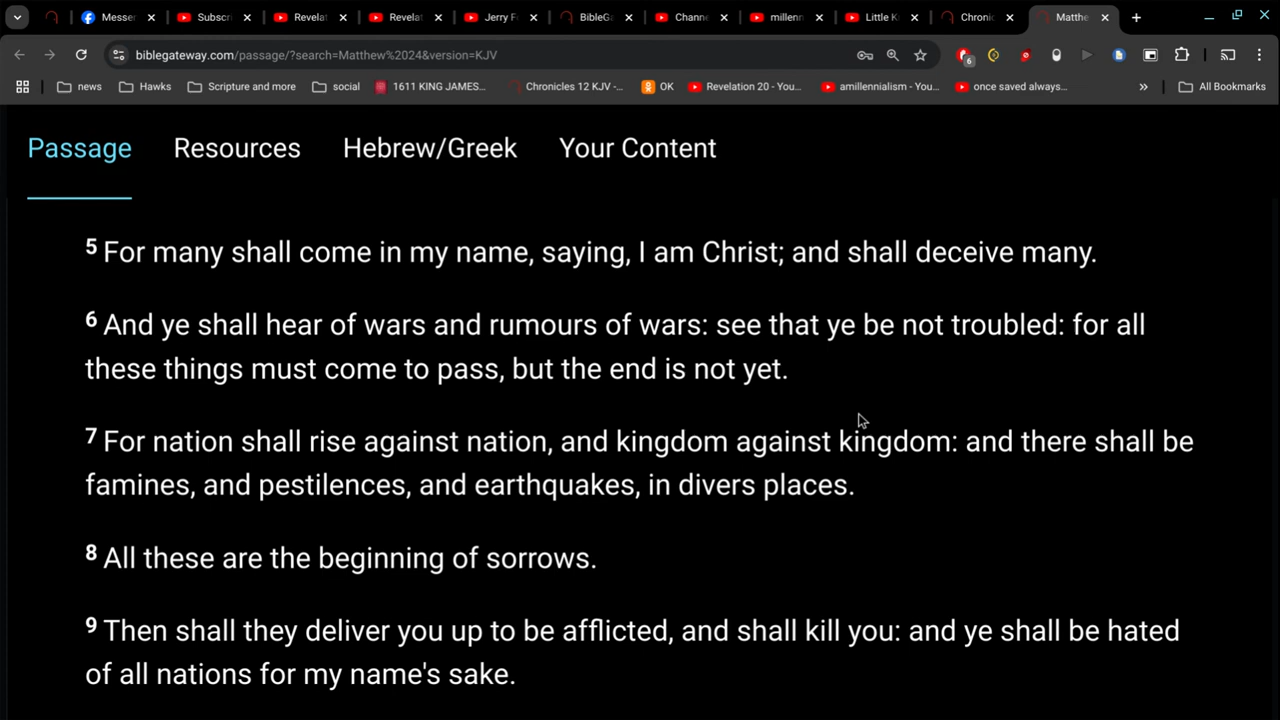 Messer
Subscri
Revelat
Revelat
Jerry F
BibleGa
Channe
millenn
Little K
Chronic
Matthe
biblegateway.com/passage/?search=Matthew%2024&version=KJV
6
news
Hawks
Scripture and more
social
1611 KING JAMES...
Chronicles 12 KJV -...
OK
Revelation 20 - You...
amillennialism - You...
once saved always...
»
All Bookmarks
Passage Resources Hebrew/Greek Your Content
5 For many shall come in my name, saying, I am Christ; and shall deceive many.
6 And ye shall hear of wars and rumours of wars: see that ye be not troubled: for all
these things must come to pass, but the end is not yet.
7 For nation shall rise against nation, and kingdom against kingdom: and there shall be
famines, and pestilences, and earthquakes, in divers places.
8 All these are the beginning of sorrows.
9 Then shall they deliver you up to be afflicted, and shall kill you: and ye shall be hated
of all nations for my name's sake.